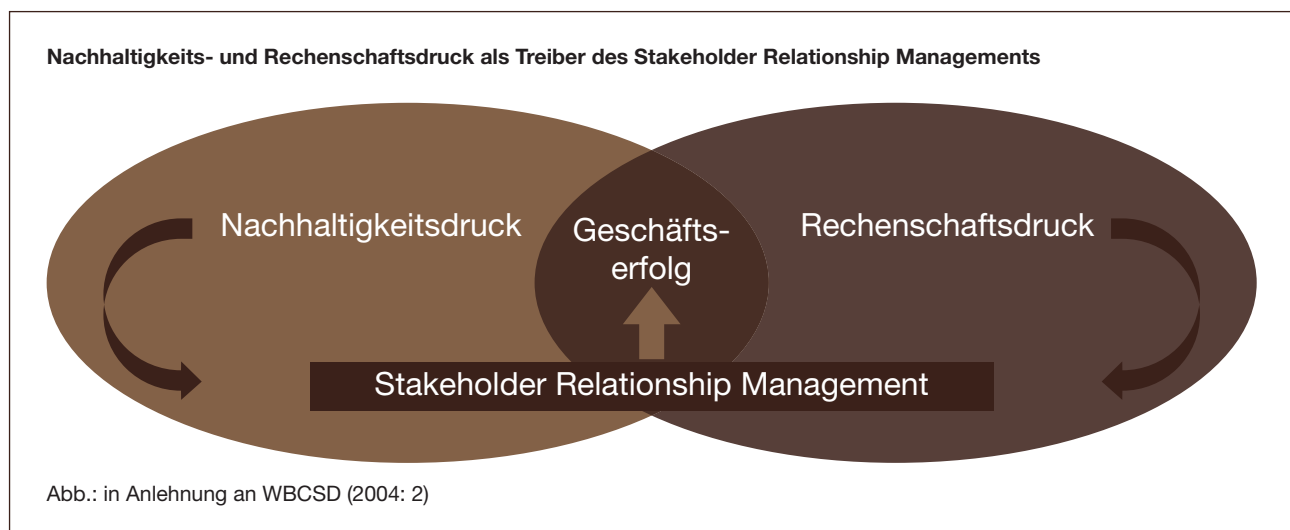 Nachhaltigkeits- und Rechenschaftsdruck als Treiber des Stakeholder Relationship Managements
Nachhaltigkeitsdruck
Geschäfts-
erfolg
Rechenschaftsdruck
Stakeholder Relationship Management
Abb.: in Anlehnung an WBCSD (2004: 2)